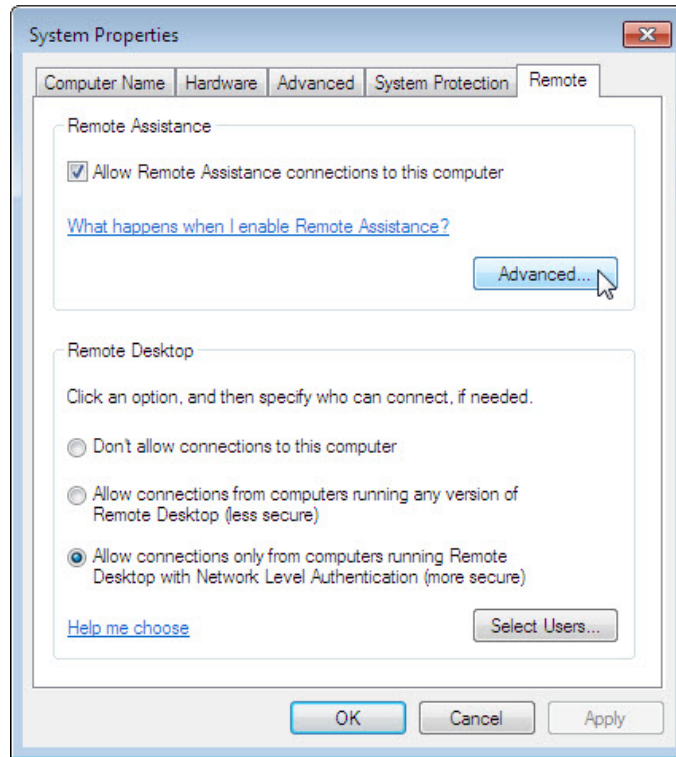 System Properties
Computer Name Hardware Advanced System Protection Remote
Remote Assistance
Allow Remote Assistance connections to this computer
What happens when I enable Remote Assistance?
Advanced...
Remote Desktop
Click an option, and then specify who can connect, if needed.
Don't allow connections to this computer
Allow connections from computers running any version of
Remote Desktop (less secure)
Allow connections only from computers running Remote
Desktop with Network Level Authentication (more secure)
Help me choose
Select Users...
OK Cancel Apply